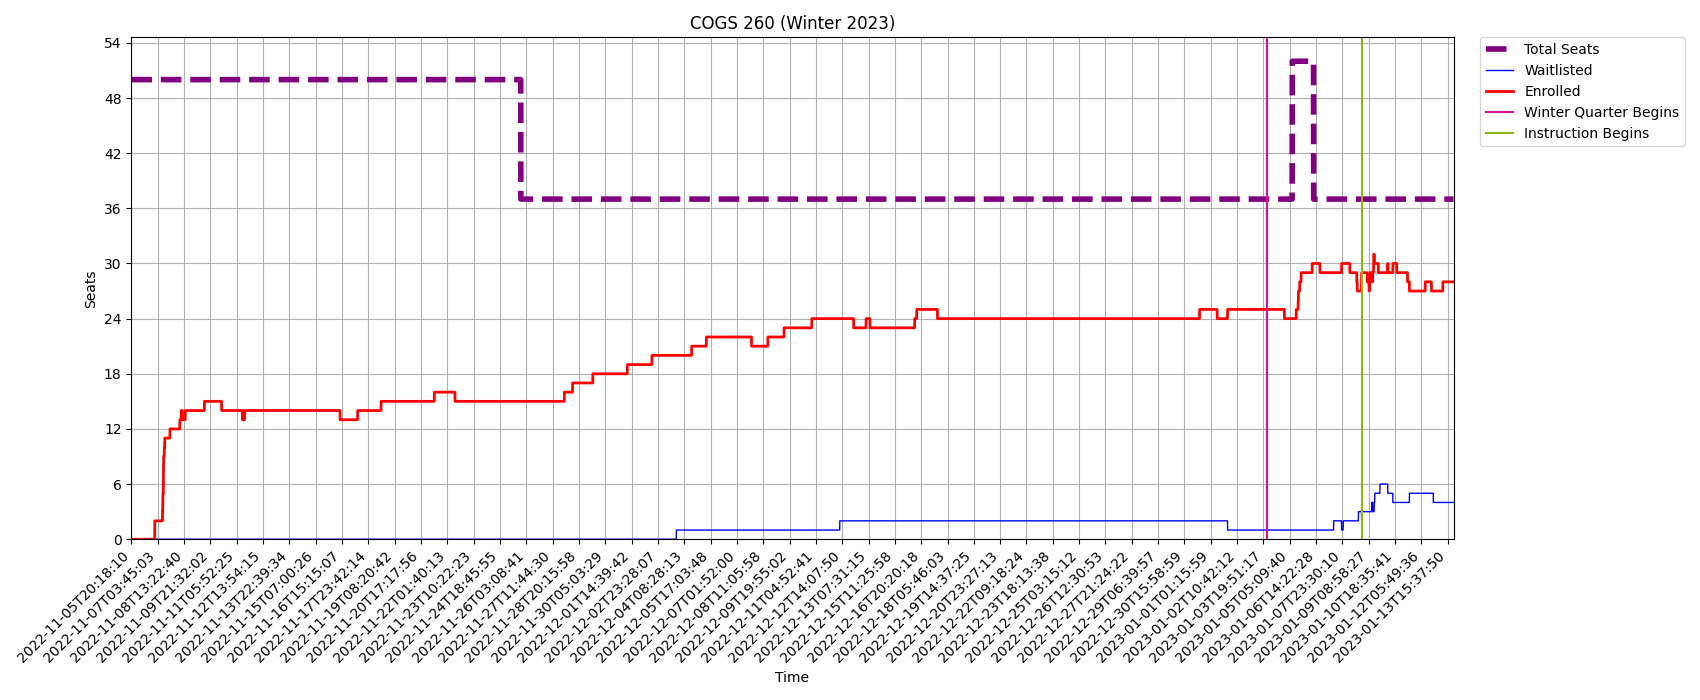 COGS 260 (Winter 2023)
Total Seats
Waitlisted
Enrolled
Winter Quarter Begins
Instruction Begins
Seats
54
48
42
36
30
24
18
12
6
0
2022-11-05T20:18:10
2022-11-07T03:45:03
2022-11-08T13:22:40
2022-11-09T21:32:02
2022-11-11T05:52:25
2022-11-12T13:54:15
2022-11-13T22:39:34
2022-11-15T07:00:26
2022-11-16T15:15:07
2022-11-17T23:42:14
2022-11-19T08:20:42
2022-11-20T17:17:56
2022-11-22T01:40:13
2022-11-23T10:22:23
2022-11-24T18:45:55
2022-11-26T03:08:41
2022-11-27T11:44:30
2022-11-28T20:15:58
2022-11-30T05:03:29
2022-12-01T14:39:42
2022-12-02T23:28:07
2022-12-04T08:28:13
2022-12-05T17:03:48
2022-12-07T01:52:00
2022-12-08T11:05:58
2022-12-09T19:55:02
2022-12-11T04:52:41
2022-12-12T14:07:50
2022-12-13T07:31:15
2022-12-15T11:25:58
2022-12-16T20:20:18
2022-12-18T05:46:03
2022-12-19T14:37:25
2022-12-20T23:27:13
2022-12-22T09:18:24
2022-12-23T18:13:38
2022-12-25T03:15:12
2022-12-26T12:30:53
2022-12-27T21:24:22
2022-12-29T06:39:57
2022-12-30T15:58:59
2023-01-01T01:15:59
2023-01-02T10:42:12
2023-01-03T19:51:17
2023-01-05T05:09:40
2023-01-06T14:22:28
2023-01-07T23:30:16
2023-01-09T08:58:27
2023-01-10T18:35:41
2023-01-12T05:49:36
2023-01-13T15:37:50
Time